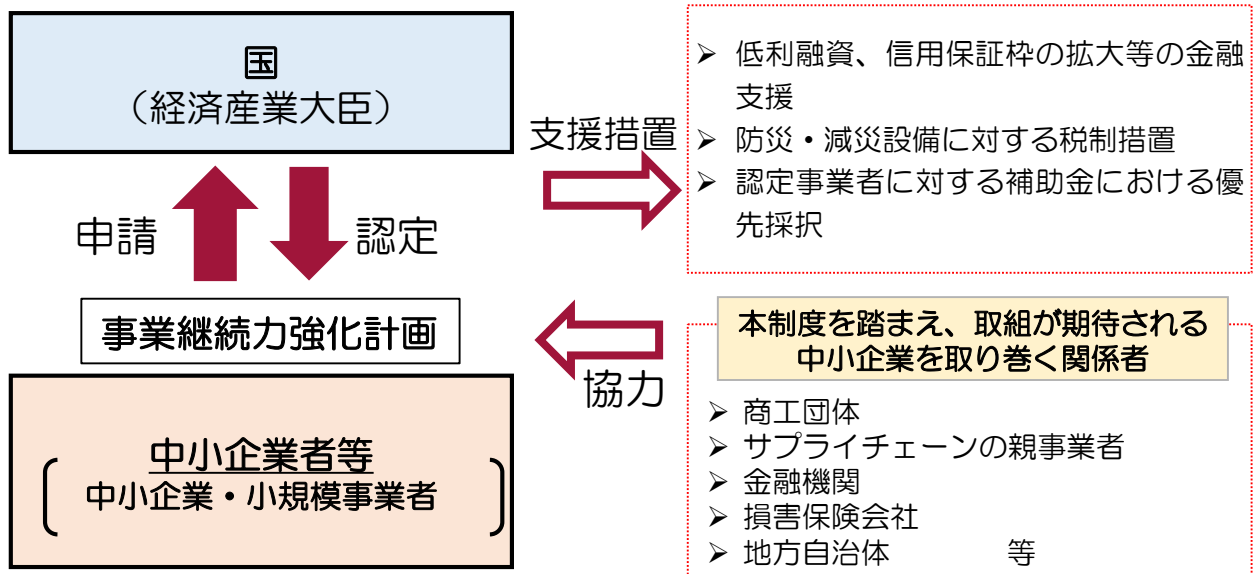 国
（経済産業大臣）
申請
認定
支援措置
➢ 低利融資、信用保証枠の拡大等の金融
支援
➢ 防災・減災設備に対する税制措置
➢ 認定事業者に対する補助金における優
先採択
事業継続力強化計画
中小企業者等
中小企業・小規模事業者
協力
本制度を踏まえ、取組が期待される
中小企業を取り巻く関係者
➢ 商工団体
➢ サプライチェーンの親事業者
➢ 金融機関
➢ 損害保険会社
➢ 地方自治体　　　等